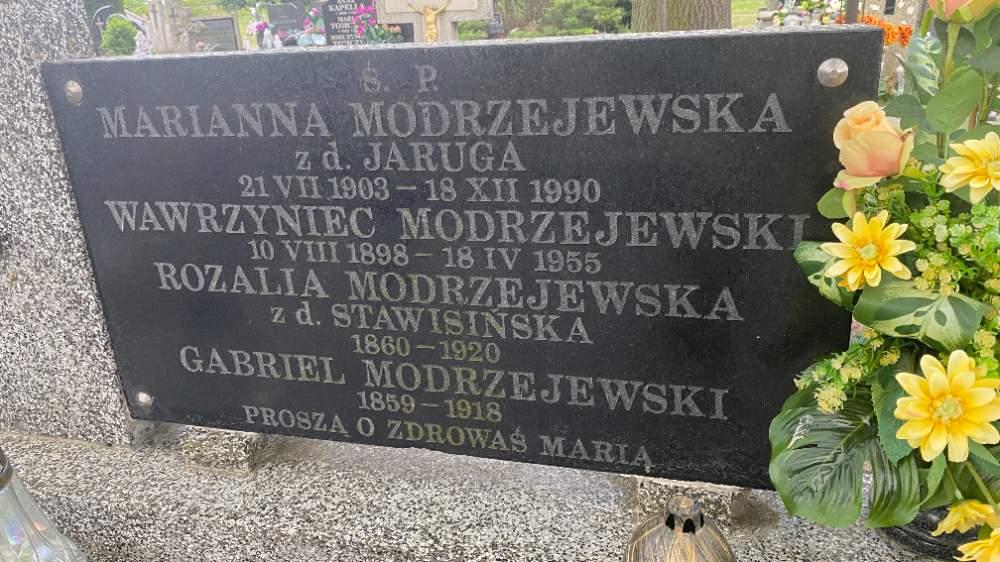 Ś. P.
MARIANNA MODRZEJEWSKA
z d. JARUGA
21 VII 1903 – 18 XII 1990
WAWRZYNIEC MODRZEJEWSKI
10 VIII 1898 – 18 IV 1955
ROZALIA MODRZEJEWSKA
z d. STAWISIŃSKA
1860 – 1920
GABRIEL MODRZEJEWSKI
1859 – 1918
PROSZĄ O ZDROWAŚ MARIĄ